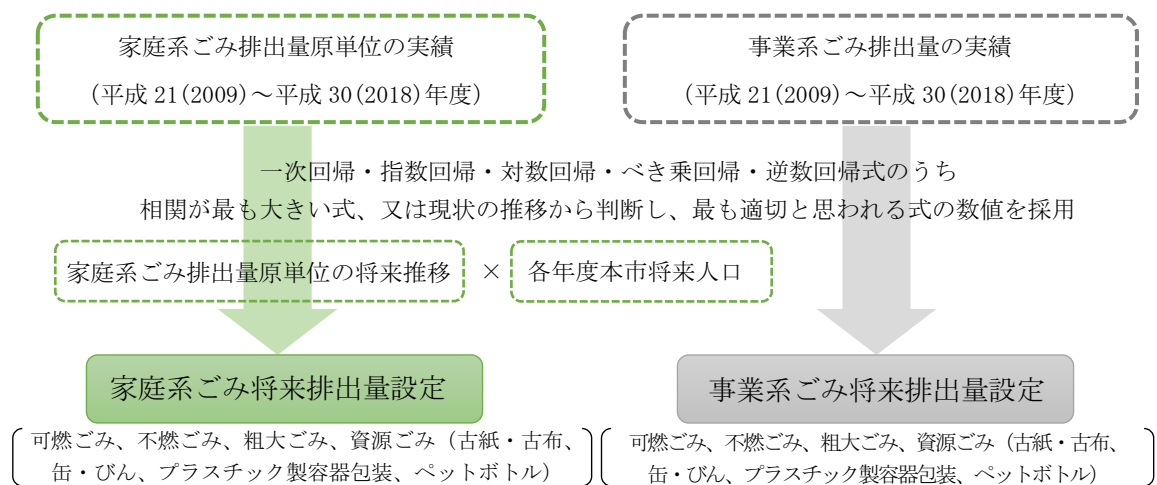 家庭系ごみ排出量原単位の実績
（平成 21(2009)～平成 30(2018)年度）
事業系ごみ排出量の実績
（平成 21(2009)～平成 30(2018)年度）
一次回帰・指数回帰・対数回帰・べき乗回帰・逆数回帰式のうち
相関が最も大きい式、又は現状の推移から判断し、最も適切と思われる式の数値を採用
家庭系ごみ排出量原単位の将来推移 × 各年度本市将来人口
家庭系ごみ将来排出量設定
可燃ごみ、不燃ごみ、粗大ごみ、資源ごみ（古紙・古布、
缶・びん、プラスチック製容器包装、ペットボトル）
事業系ごみ将来排出量設定
可燃ごみ、不燃ごみ、粗大ごみ、資源ごみ（古紙・古布、
缶・びん、プラスチック製容器包装、ペットボトル）